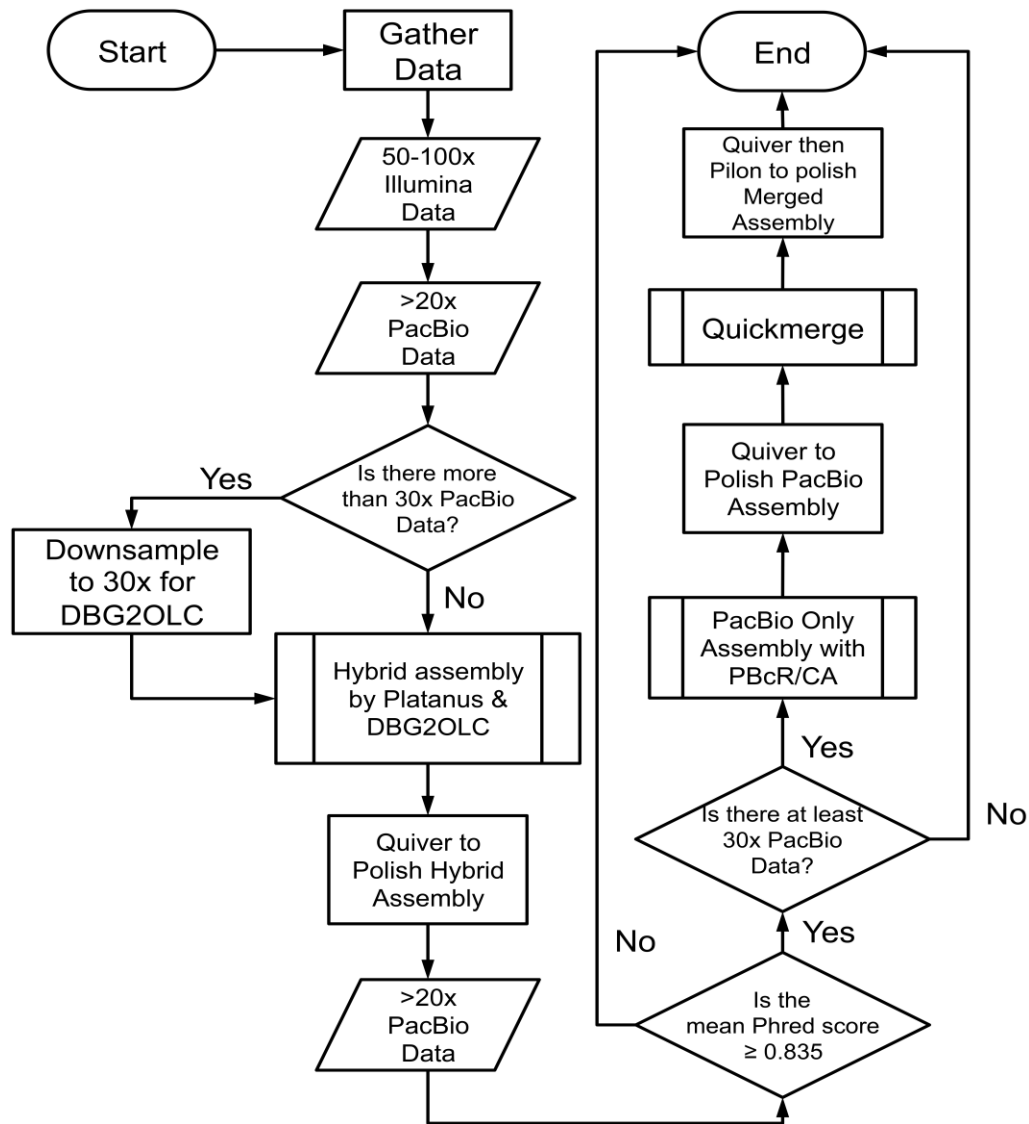 Start
Gather
Data
50-100x
Illumina
Data
>20x
PacBio
Data
Is there more
than 30x PacBio
Data?
Yes
No
Downsample
to 30x for
DBG2OLC
Hybrid assembly
by Platanus &
DBG2OLC
Quiver to
Polish Hybrid
Assembly
>20x
PacBio
Data
Is the
mean Phred score
≥ 0.835
No
Yes
Is there at least
30x PacBio
Data?
No
Yes
PacBio Only
Assembly with
PBcR/CA
Quiver to
Polish PacBio
Assembly
Quickmerge
Quiver then
Pilon to polish
Merged
Assembly
End